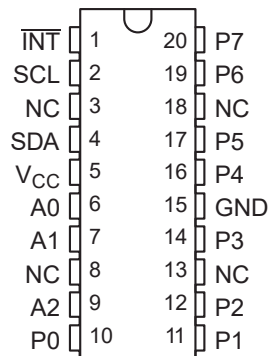 INT 1 20 P7
SCL 2 19 P6
NC 3 18 NC
SDA 4 17 P5
VCC 5 16 P4
A0 6 15 GND
A1 7 14 P3
NC 8 13 NC
A2 9 12 P2
P0 10 11 P1